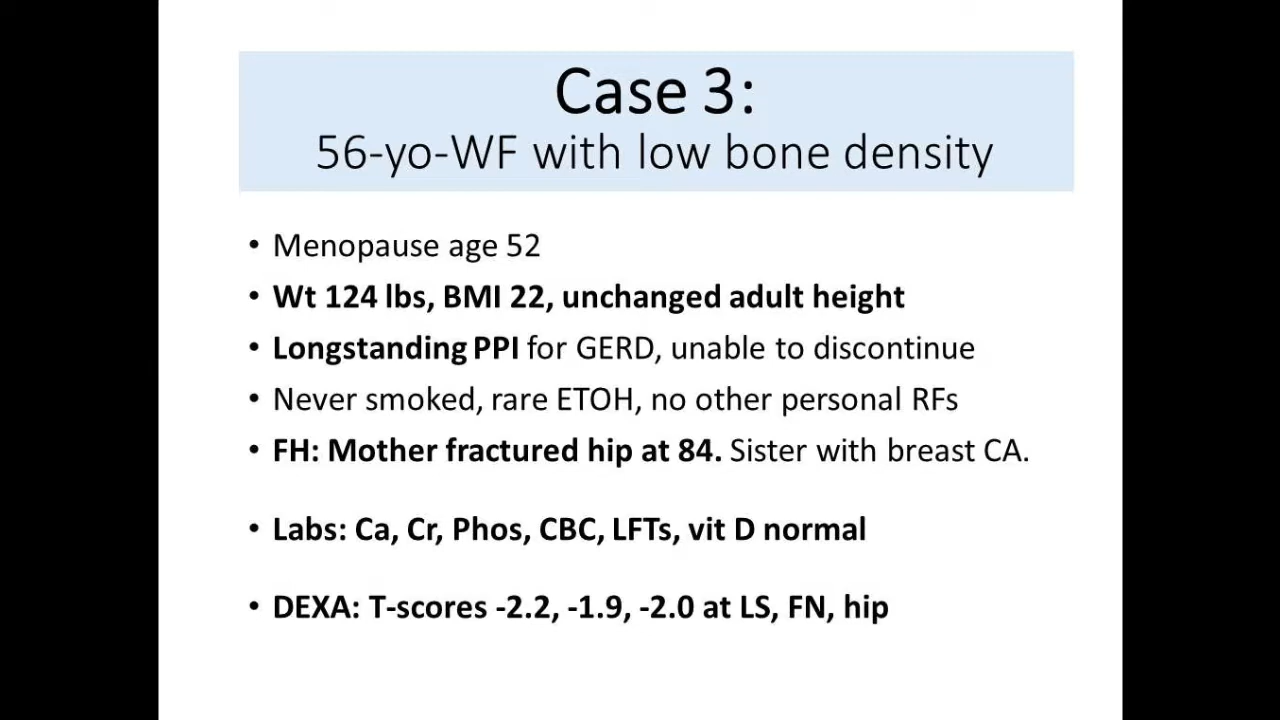 Case 3:
56-yo-WF with low bone density
• Menopause age 52
• Wt 124 lbs, BMI 22, unchanged adult height
• Longstanding PPI for GERD, unable to discontinue
• Never smoked, rare ETOH, no other personal RFs
• FH: Mother fractured hip at 84. Sister with breast CA.
• Labs: Ca, Cr, Phos, CBC, LFTs, vit D normal
• DEXA: T-scores -2.2, -1.9, -2.0 at LS, FN, hip